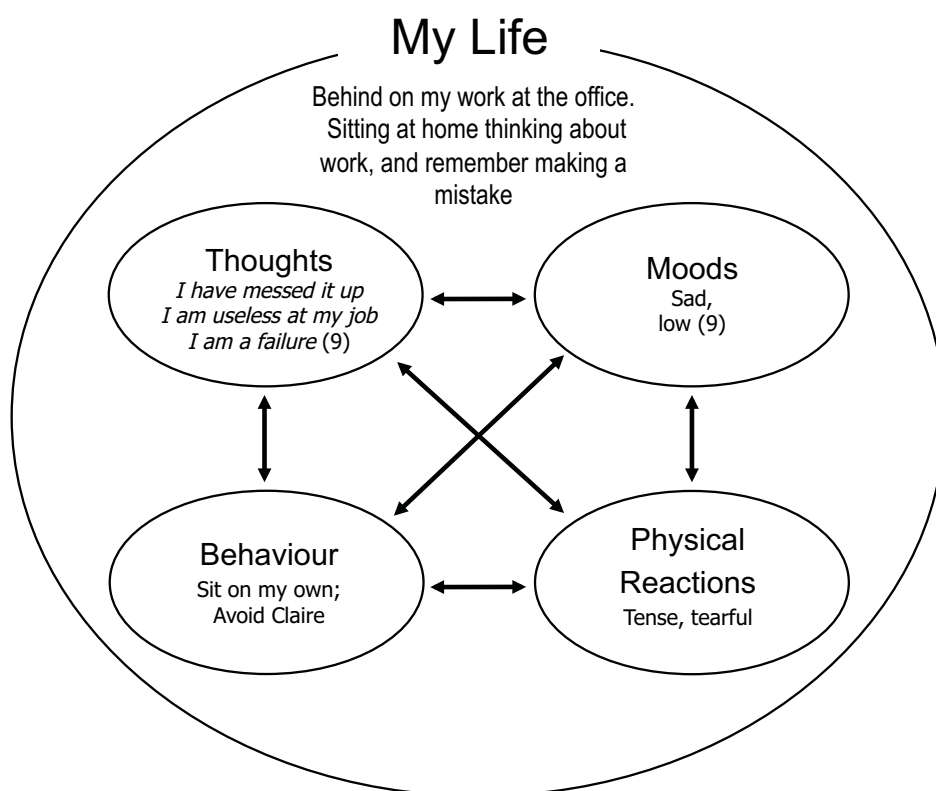 My Life
Behind on my work at the office.
Sitting at home thinking about
work, and remember making a
mistake
Thoughts
I have messed it up
I am useless at my job
I am a failure (9)
Moods
Sad,
low (9)
Behaviour
Sit on my own;
Avoid Claire
Physical
Reactions
Tense, tearful